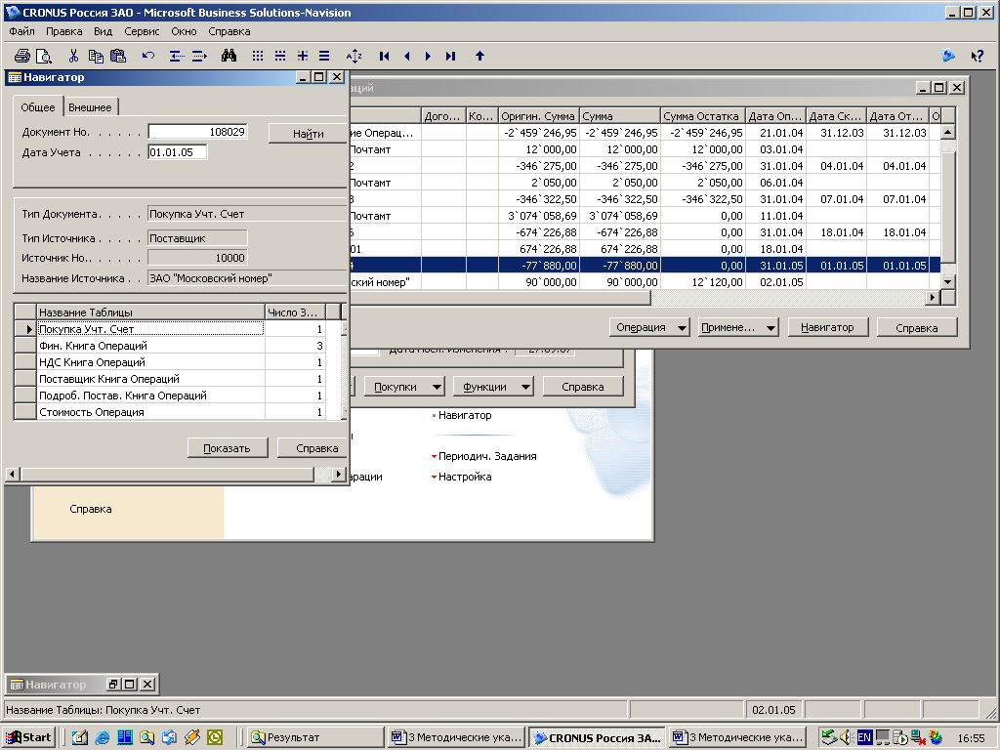 CRONUS Россия ЗАО - Microsoft Business Solutions-Navision
Файл Правка Вид Сервис Окно Справка
Навигатор
Общее Внешнее
Документ Но. . . . . . 108029 Найти
Дата Учета . . . . . . 01.01.05
Тип Документа. . . . . Покупка Учт. Счет
Тип Источника . . . . . Поставщик
Источник Но.. . . . . . 10000
Название Источника . . ЗАО "Московский номер"
Название Таблицы Число З...
Покупка Учт. Счет 1
Фин. Книга Операций 3
НДС Книга Операций 1
Поставщик Книга Операций 1
Подроб. Постав. Книга Операций 1
Стоимость Операция 1
Показать Справка
Дого... Ко... Оригин. Сумма Сумма Сумма Остатка Дата Оп... Дата Ск... Дата От... О
ие Операц... -2`459`246,95 -2`459`246,95 -2`459`246,95 21.01.04 31.12.03 31.12.03
Почтамт 12`000,00 12`000,00 12`000,00 03.01.04
2 -346`275,00 -346`275,00 -346`275,00 31.01.04 04.01.04 04.01.04
Почтамт 2`050,00 2`050,00 2`050,00 06.01.04
3 -346`322,50 -346`322,50 -346`322,50 31.01.04 07.01.04 07.01.04
Почтамт 3`074`058,69 3`074`058,69 0,00 11.01.04
6 -674`226,88 -674`226,88 0,00 31.01.04 18.01.04 18.01.04
01 674`226,88 674`226,88 0,00 18.01.04
4 -77`880,00 -77`880,00 0,00 31.01.05 01.01.05 01.01.05
ский номер" 90`000,00 90`000,00 12`120,00 02.01.05
Операция Примене... Навигатор Справка
Дата Посл. Изменения . 27.09.07
Покупки Функции Справка
Навигатор
Периодич. Задания
арации Настройка
Справка
Навигатор
Название Таблицы: Покупка Учт. Счет 02.01.05
Start Результат 3 Методические ука... CRONUS Россия ЗА... 3 Методические ука... EN 16:55